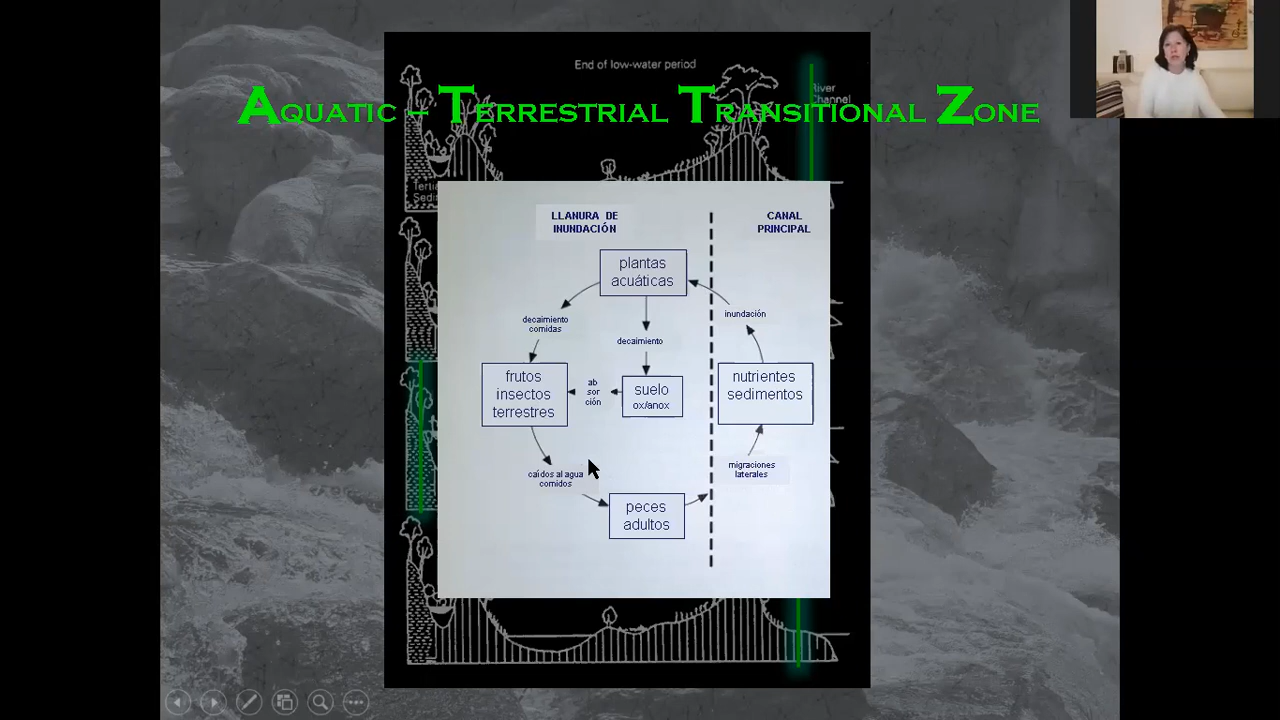 End of low-water period
River
Channel
AQUATIC – TERRESTRIAL TRANSITIONAL ZONE
LLANURA DE
INUNDACIÓN
CANAL
PRINCIPAL
plantas
acuáticas
inundación
decaimiento
comidas
decaimiento
frutos
insectos
terrestres
ab
sor
ción
suelo
ox/anox
nutrientes
sedimentos
migraciones
laterales
caídos al agua
comidos
peces
adultos